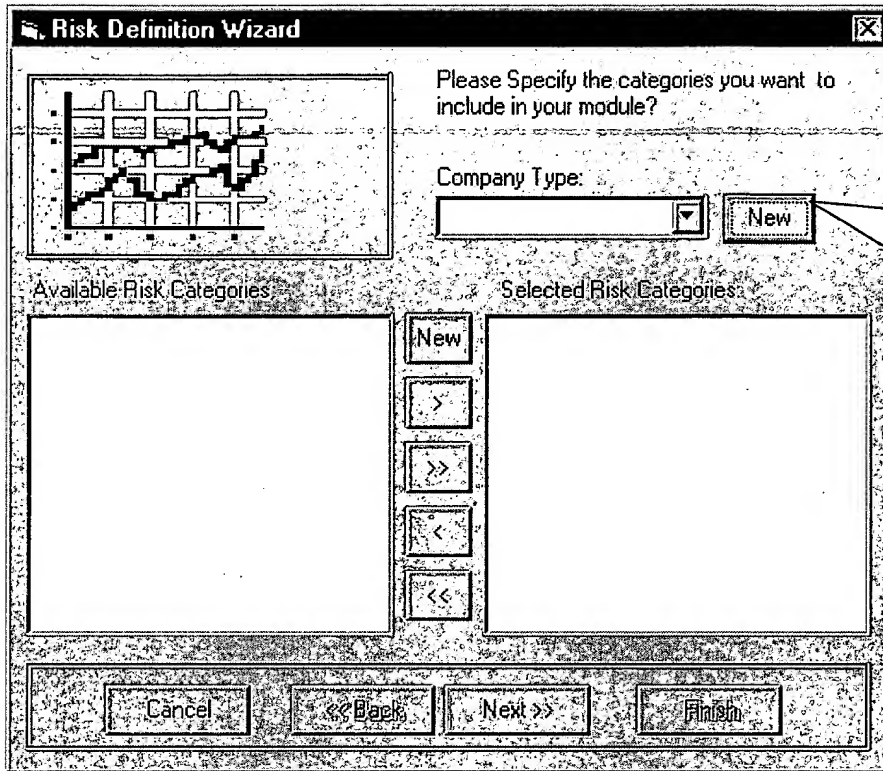 Risk Definition Wizard
Please Specify the categories you want to
include in your module?
Company Type:
New
Available Risk Categories
Selected Risk Categories:
New
>
>>
<
<<
Cancel
<<Back
Next >>
Finish